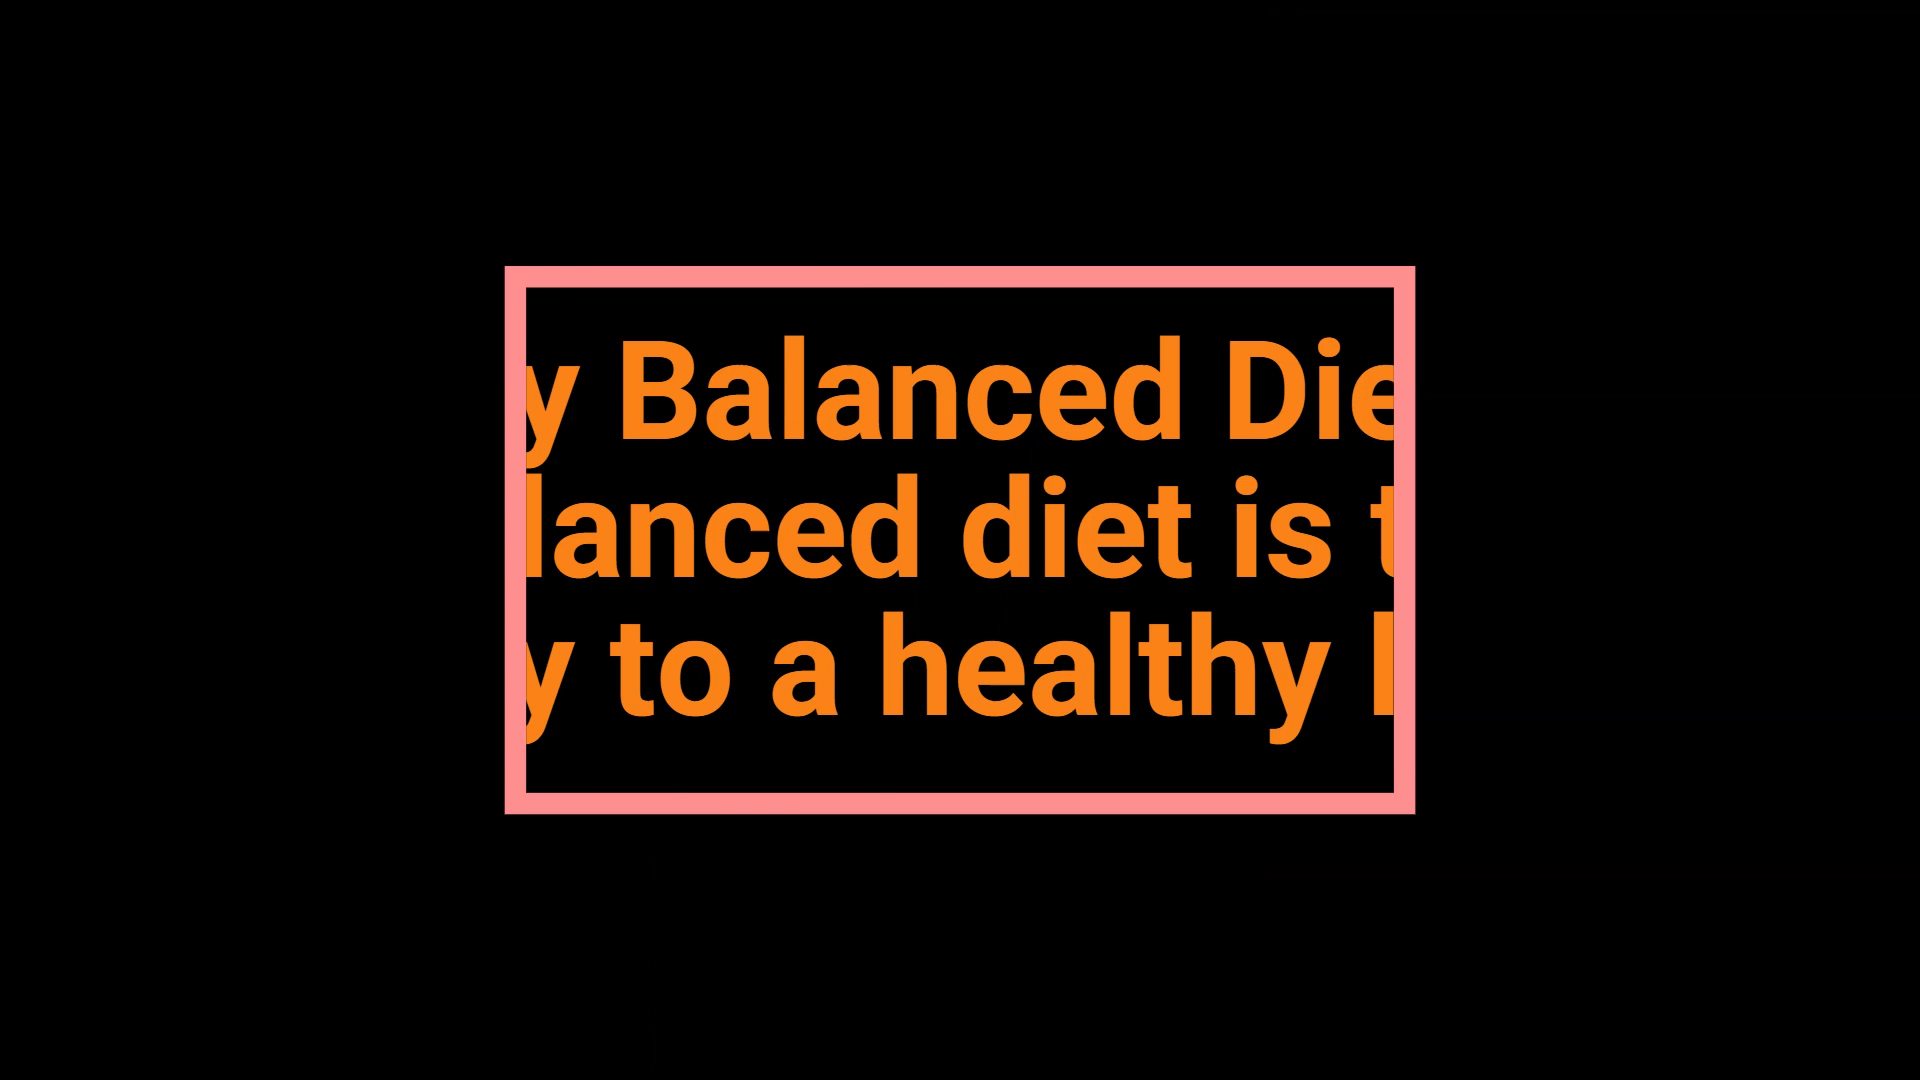 y Balanced Die
lanced diet is t
y to a healthy l